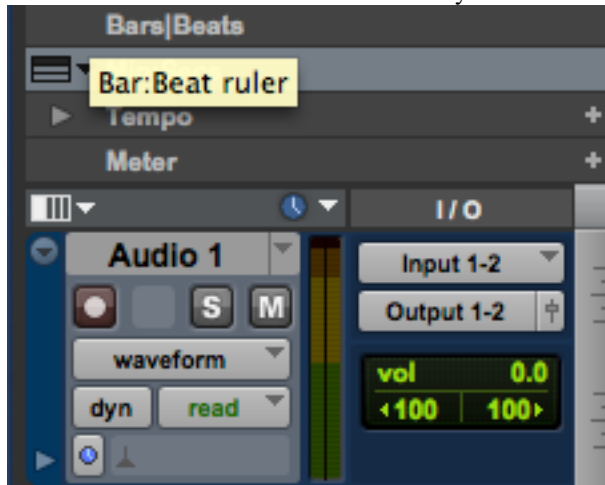 Bars|Beats
Bar:Beat ruler
Tempo
Meter
I / O
Audio 1
Input 1-2
S M
Output 1-2
waveform
vol 0.0
dyn read
100 100